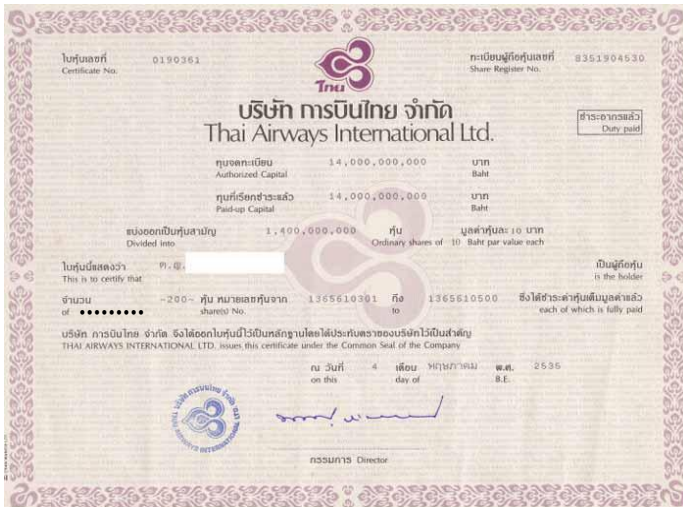 ใบหุ้นเลขที่ 0190361 ทะเบียนผู้ถือหุ้นเลขที่ 8351904530
Certificate No. Share Register No.
ไทย
บริษัท การบินไทย จำกัด
Thai Airways International Ltd.
ชำระอากรแล้ว
Duty paid
ทุนจดทะเบียน 14,000,000,000 บาท
Authorized Capital Baht
ทุนที่เรียกชำระแล้ว 14,000,000,000 บาท
Paid-up Capital Baht
แบ่งออกเป็นหุ้นสามัญ 1,400,000,000 หุ้น มูลค่าหุ้นละ 10 บาท
Divided into Ordinary shares of 10 Baht par value each
ใบหุ้นนี้แสดงว่า เป็นผู้ถือหุ้น
This is to certify that is the holder
จำนวน -200- หุ้น หมายเลขหุ้นจาก 1365610301 ถึง 1365610500 ซึ่งได้ชำระค่าหุ้นเต็มมูลค่าแล้ว
of share(s) No. to each of which is fully paid
บริษัท การบินไทย จำกัด จึงได้ออกใบหุ้นนี้ไว้เป็นหลักฐานโดยได้ประทับตราของบริษัทไว้เป็นสำคัญ
THAI AIRWAYS INTERNATIONAL LTD. issues this certificate under the Common Seal of the Company
ณ วันที่ 4 เดือน พฤษภาคม พ.ศ. 2535
on this day of B.E.
กรรมการ Director